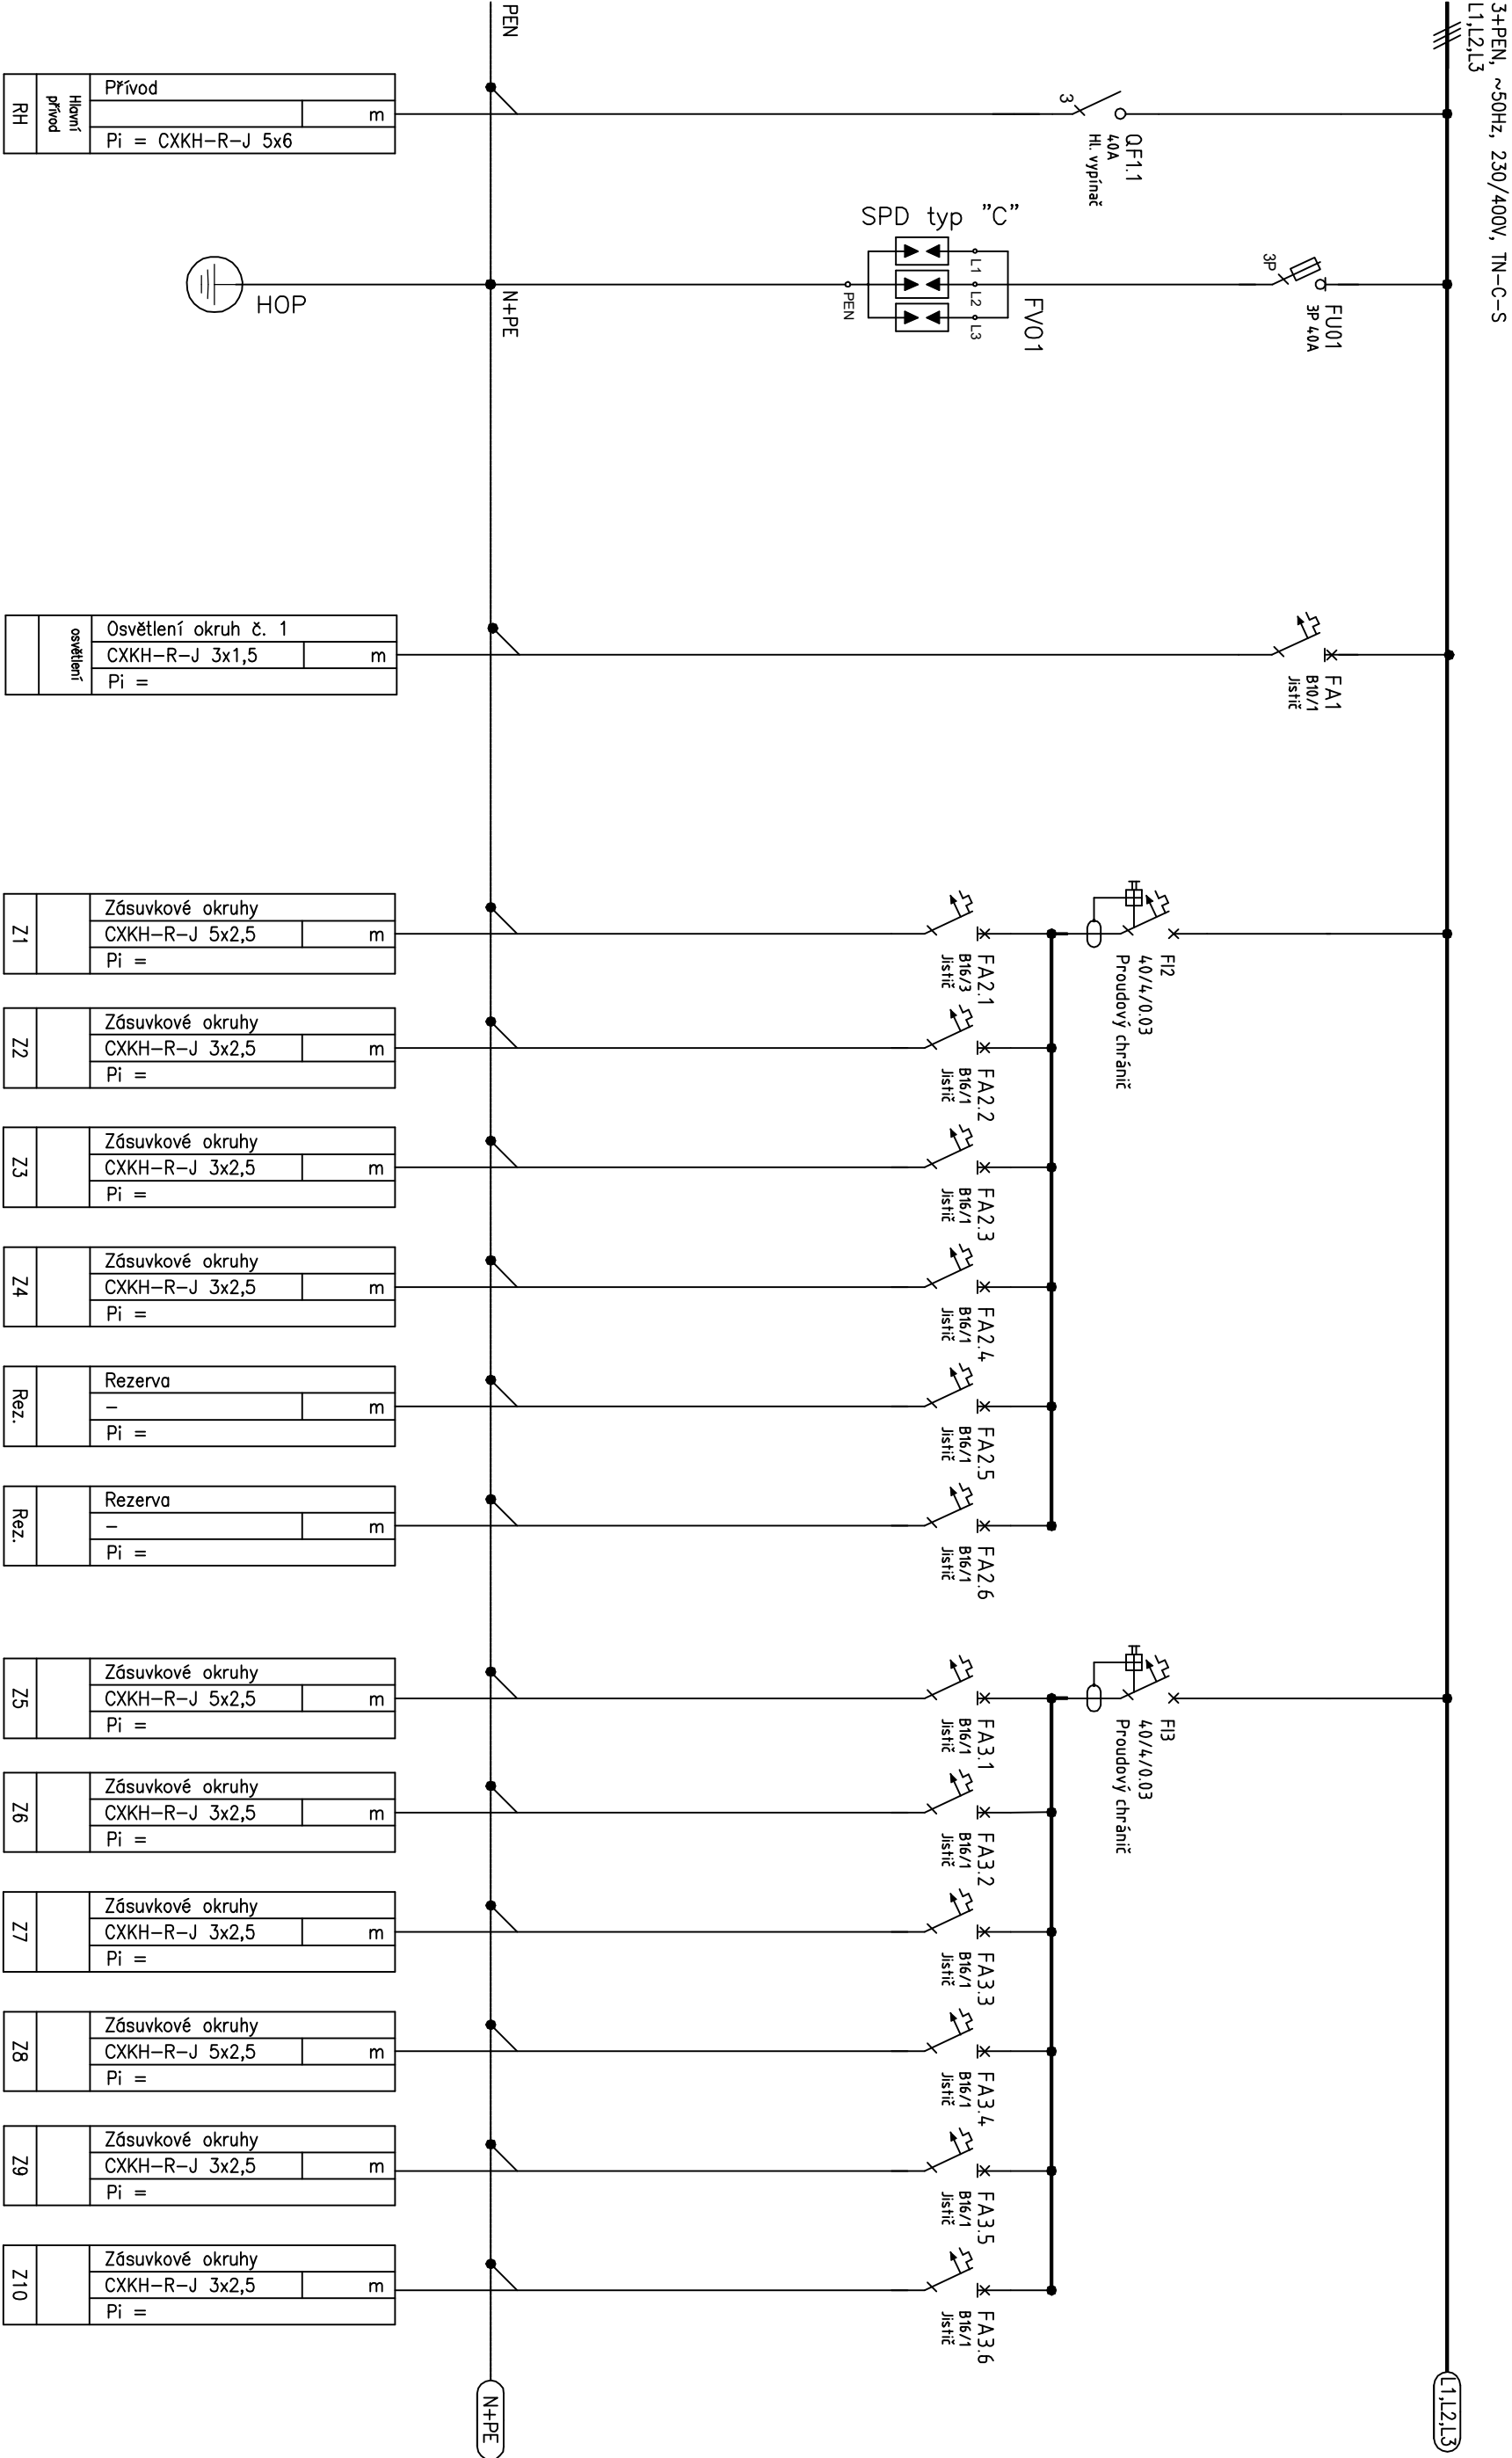 3+PEN, ~50Hz, 230/400V, TN-C-S
L1,L2,L3
PEN
Přívod
m
Pi = CXKH-R-J 5x6
Hlavní
přívod
RH
3
QF1.1
40A
Hl. vypínač
SPD typ "C"
L1
L2
L3
PEN
FV01
3P
FU01
3P 40A
HOP
N+PE
Osvětlení okruh č. 1
CXKH-R-J 3x1,5
m
Pi =
osvětlení
FA1
B10/1
Jistič
FI2
40/4/0.03
Proudový chránič
Zásuvkové okruhy
CXKH-R-J 5x2,5
m
Pi =
Z1
FA2.1
B16/3
Jistič
Zásuvkové okruhy
CXKH-R-J 3x2,5
m
Pi =
Z2
FA2.2
B16/1
Jistič
Zásuvkové okruhy
CXKH-R-J 3x2,5
m
Pi =
Z3
FA2.3
B16/1
Jistič
Zásuvkové okruhy
CXKH-R-J 3x2,5
m
Pi =
Z4
FA2.4
B16/1
Jistič
Rezerva
-
m
Pi =
Rez.
FA2.5
B16/1
Jistič
Rezerva
-
m
Pi =
Rez.
FA2.6
B16/1
Jistič
FI3
40/4/0.03
Proudový chránič
Zásuvkové okruhy
CXKH-R-J 5x2,5
m
Pi =
Z5
FA3.1
B16/1
Jistič
Zásuvkové okruhy
CXKH-R-J 3x2,5
m
Pi =
Z6
FA3.2
B16/1
Jistič
Zásuvkové okruhy
CXKH-R-J 3x2,5
m
Pi =
Z7
FA3.3
B16/1
Jistič
Zásuvkové okruhy
CXKH-R-J 5x2,5
m
Pi =
Z8
FA3.4
B16/1
Jistič
Zásuvkové okruhy
CXKH-R-J 3x2,5
m
Pi =
Z9
FA3.5
B16/1
Jistič
Zásuvkové okruhy
CXKH-R-J 3x2,5
m
Pi =
Z10
FA3.6
B16/1
Jistič
N+PE
L1,L2,L3